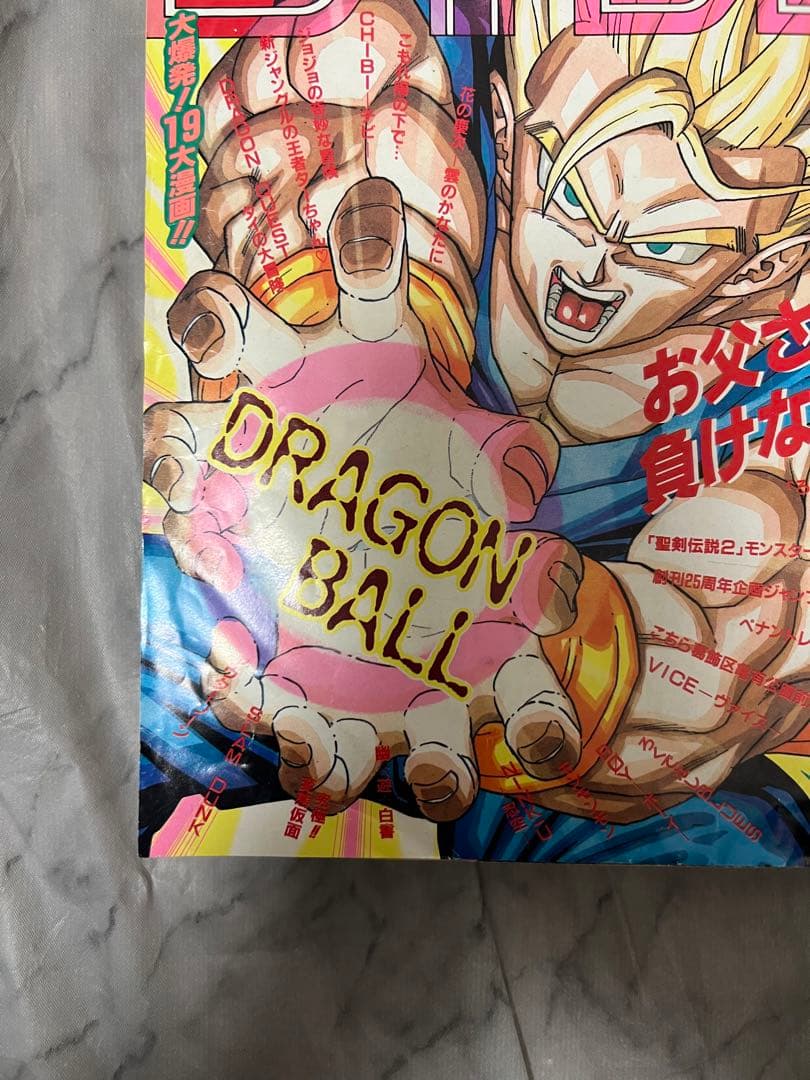 大爆発！19大漫画!!
花の慶次―雲のかなたに
こもれ陽の下で…
CHIBI―チビ―
ジョジョの奇妙な冒険
新ジャングルの王者ターちゃん♡
DRAGON QUEST
ダイの大冒険
お父さ
負けな
DRAGON
BALL
「聖剣伝説2」モンスター
創刊25周年企画ジャンプ
ペナントレ
こちら葛飾区亀有公園前
VICE―ヴァイス―
SLAM DUNK
究極!!
変態仮面
幽遊白書